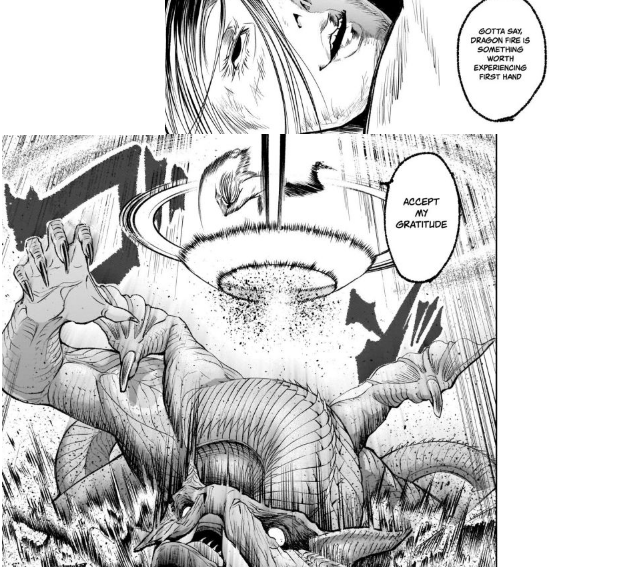 GOTTA SAY,
DRAGON FIRE IS
SOMETHING
WORTH
EXPERIENCING
FIRST HAND
ACCEPT
MY
GRATITUDE